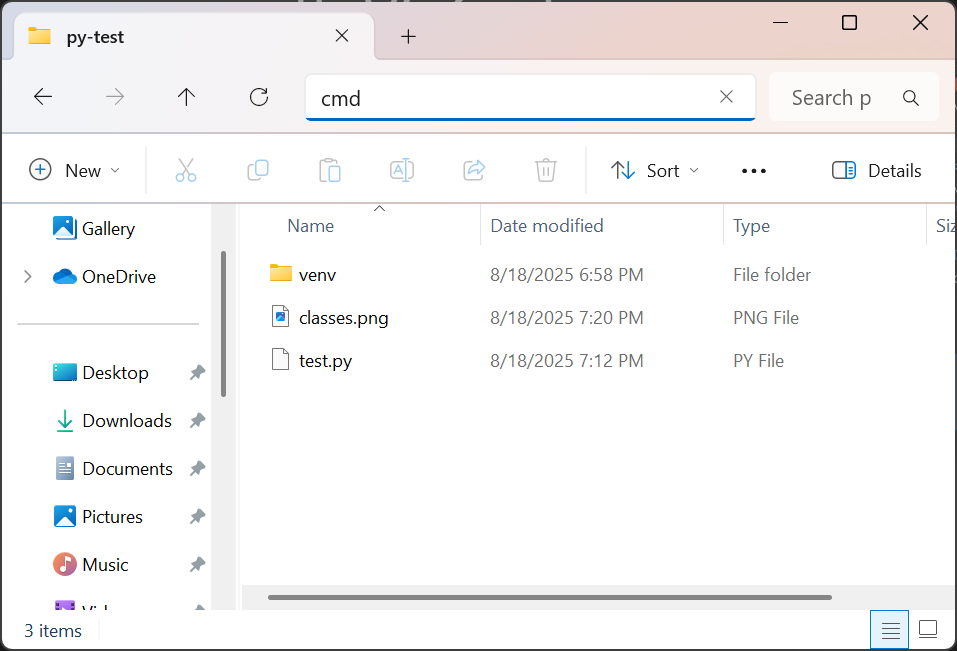 py-test
cmd
Search p
New
Sort
Details
Gallery
OneDrive
Desktop
Downloads
Documents
Pictures
Music
Name Date modified Type Siz
venv 8/18/2025 6:58 PM File folder
classes.png 8/18/2025 7:20 PM PNG File
test.py 8/18/2025 7:12 PM PY File
3 items